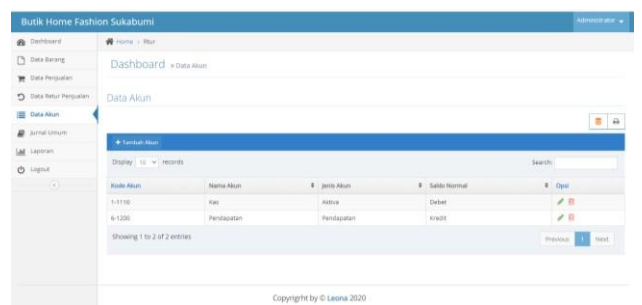 Butik Home Fashion Sukabumi
Administrator
Dashboard
Home > Fitur
Data Barang
Dashboard » Data Akun
Data Penjualan
Data Retur Penjualan
Data Akun
Data Akun
Jurnal Umum
Laporan
Logout
+ Tambah Akun
Display 10 records
Search:
Kode Akun Nama Akun Jenis Akun Saldo Normal Opsi
1-1110 Kas Aktiva Debet
6-1200 Pendapatan Pendapatan Kredit
Showing 1 to 2 of 2 entries
Previous 1 Next
Copyrigrht by © Leona 2020